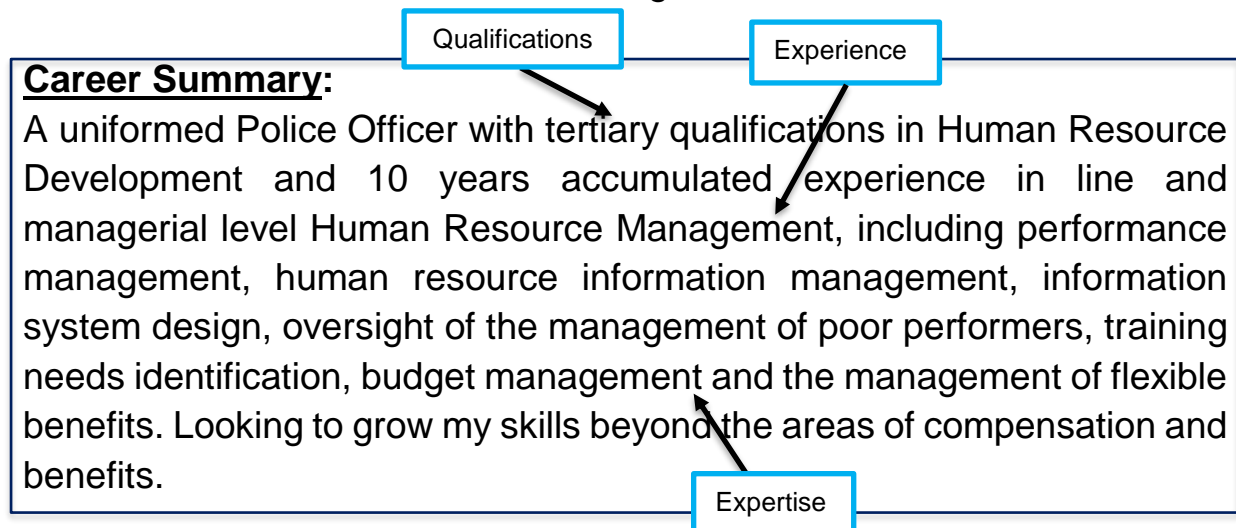 Qualifications
Experience
Career Summary:
A uniformed Police Officer with tertiary qualifications in Human Resource
Development and 10 years accumulated experience in line and
managerial level Human Resource Management, including performance
management, human resource information management, information
system design, oversight of the management of poor performers, training
needs identification, budget management and the management of flexible
benefits. Looking to grow my skills beyond the areas of compensation and
benefits.
Expertise